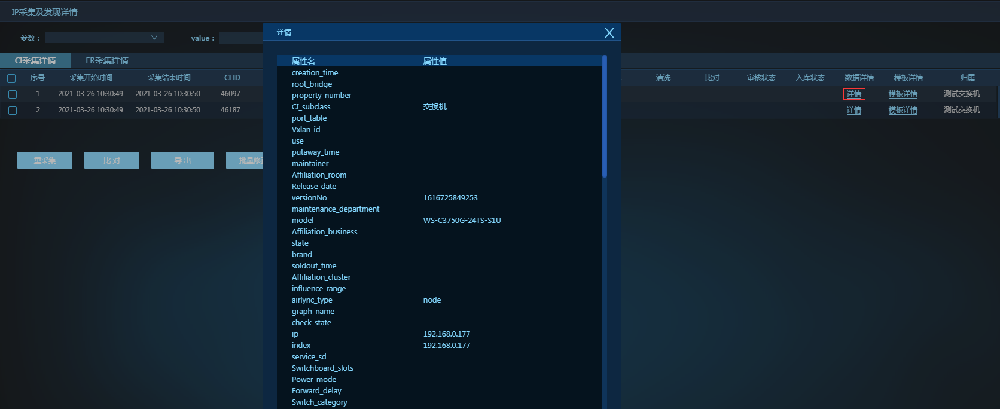 IP采集及发现详情
参数：
value：
详情
X
CI采集详情
ER采集详情
序号 采集开始时间 采集结束时间 CI ID 清洗 比对 审核状态 入库状态 数据详情 模板详情 归属
1 2021-03-26 10:30:49 2021-03-26 10:30:50 46097 详情 模板详情 测试交换机
2 2021-03-26 10:30:49 2021-03-26 10:30:50 46187 详情 模板详情 测试交换机
重采集 比 对 导 出 批量修
属性名 属性值
creation_time
root_bridge
property_number
CI_subclass 交换机
port_table
Vxlan_id
use
putaway_time
maintainer
Affiliation_room
Release_date
versionNo 1616725849253
maintenance_department
model WS-C3750G-24TS-S1U
Affiliation_business
state
brand
soldout_time
Affiliation_cluster
influence_range
airlync_type node
graph_name
check_state
ip 192.168.0.177
index 192.168.0.177
service_sd
Switchboard_slots
Power_mode
Forward_delay
Switch_category